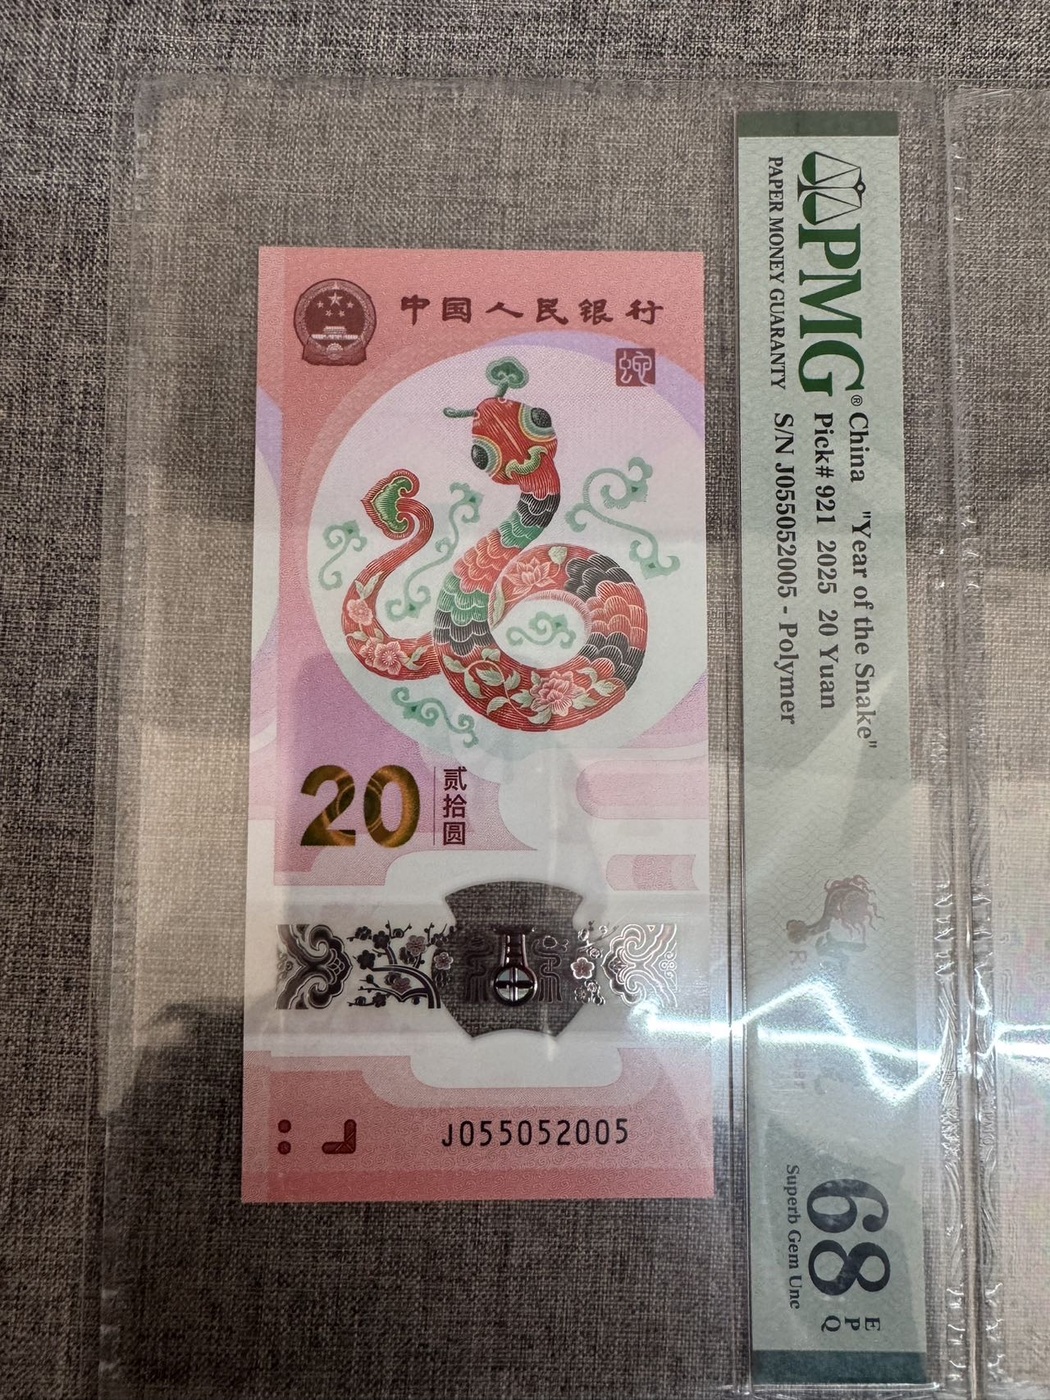 中国人民银行
蛇
20
贰拾圆
J055052005
PMG®
PAPER MONEY GUARANTY
China "Year of the Snake"
Pick# 921 2025 20 Yuan
S/N J055052005 - Polymer
68 EPQ
Superb Gem Unc